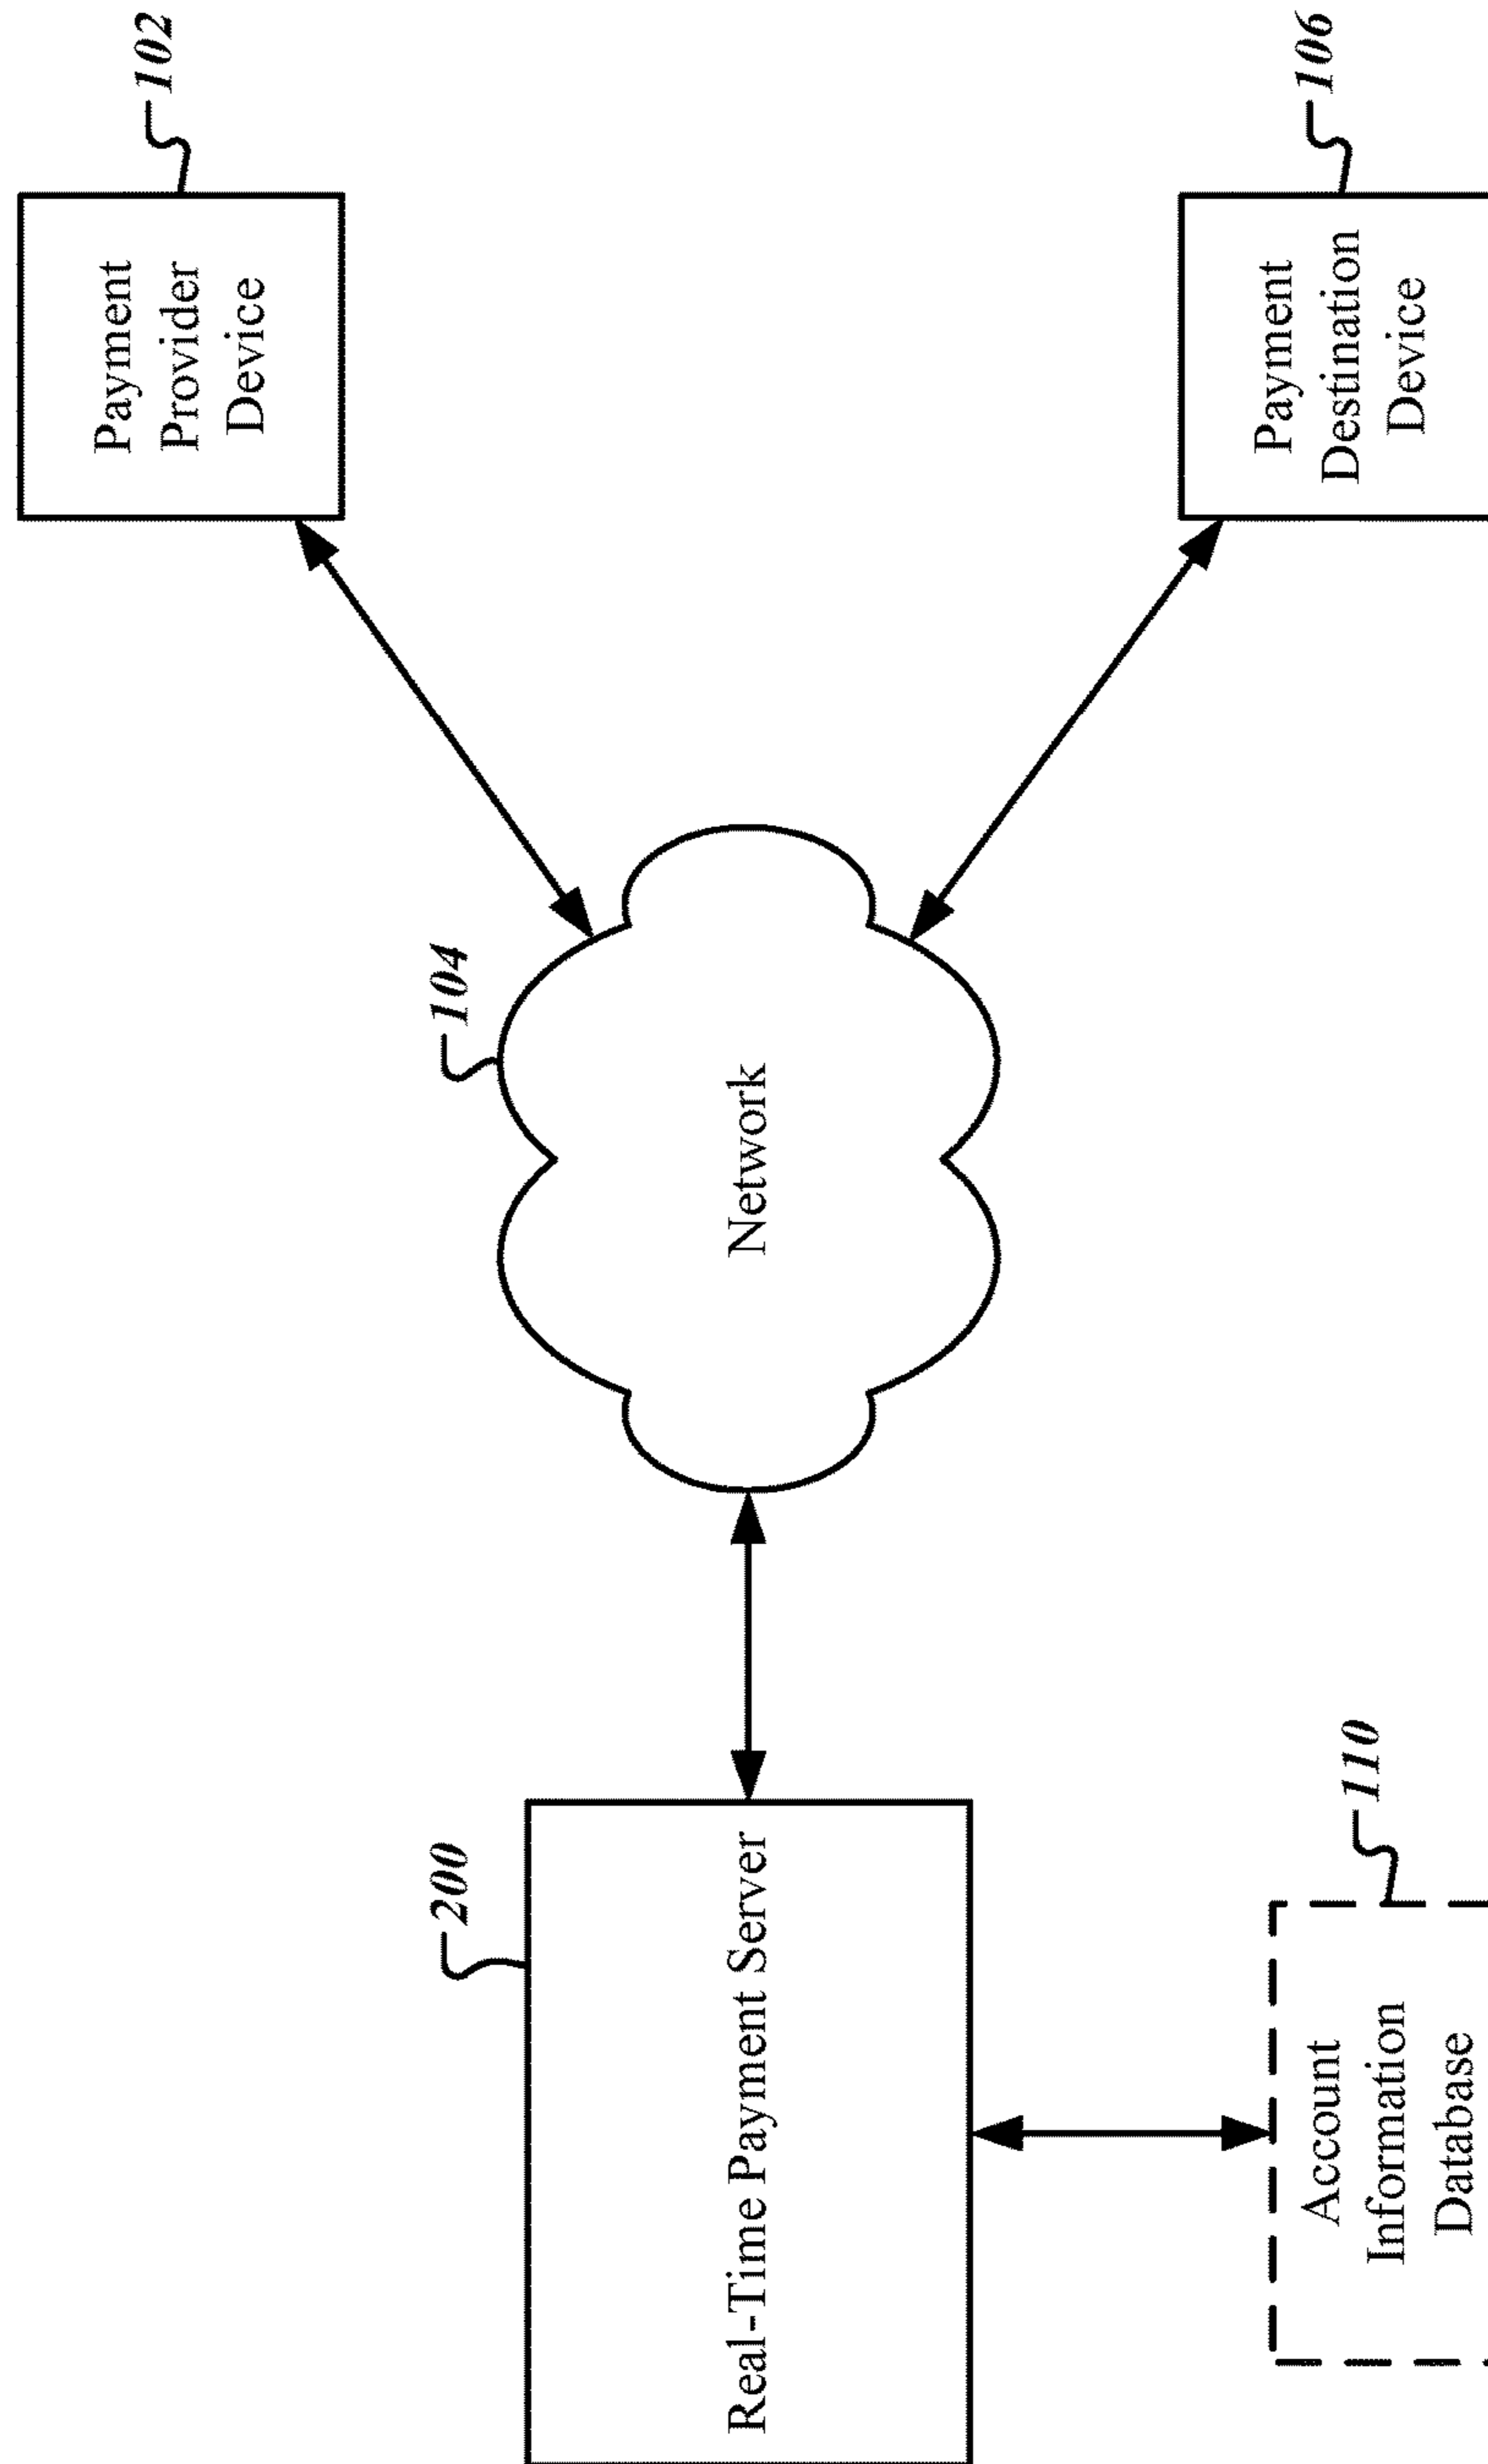 200
Real-Time Payment Server
110
Account
Information
Database
104
Network
102
Payment
Provider
Device
106
Payment
Destination
Device